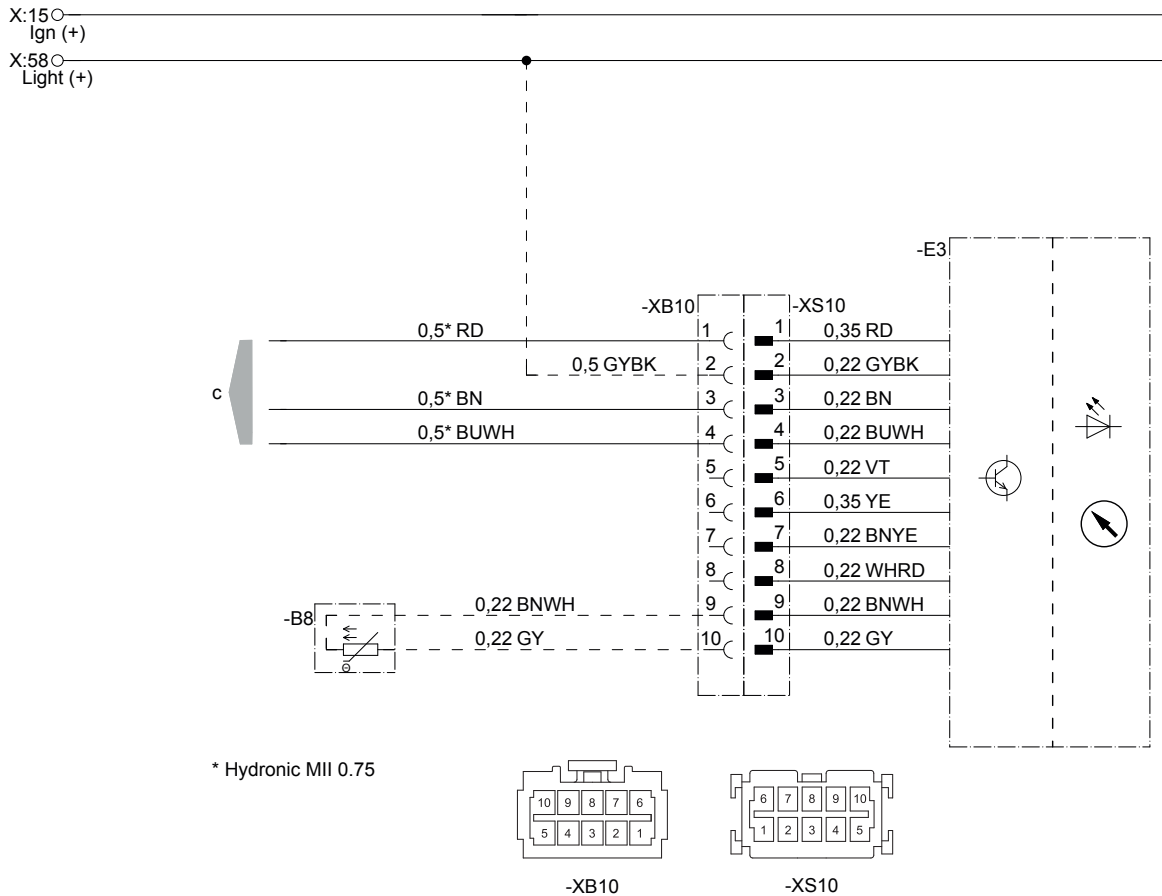 X:15
Ign (+)
X:58
Light (+)
-E3
-XB10 -XS10
0,5* RD 1 1 0,35 RD
0,5 GYBK 2 2 0,22 GYBK
c
0,5* BN 3 3 0,22 BN
0,5* BUWH 4 4 0,22 BUWH
5 5 0,22 VT
6 6 0,35 YE
7 7 0,22 BNYE
8 8 0,22 WHRD
-B8 0,22 BNWH 9 9 0,22 BNWH
0,22 GY 10 10 0,22 GY
* Hydronic MII 0.75
10 9 8 7 6
5 4 3 2 1
-XB10
6 7 8 9 10
1 2 3 4 5
-XS10